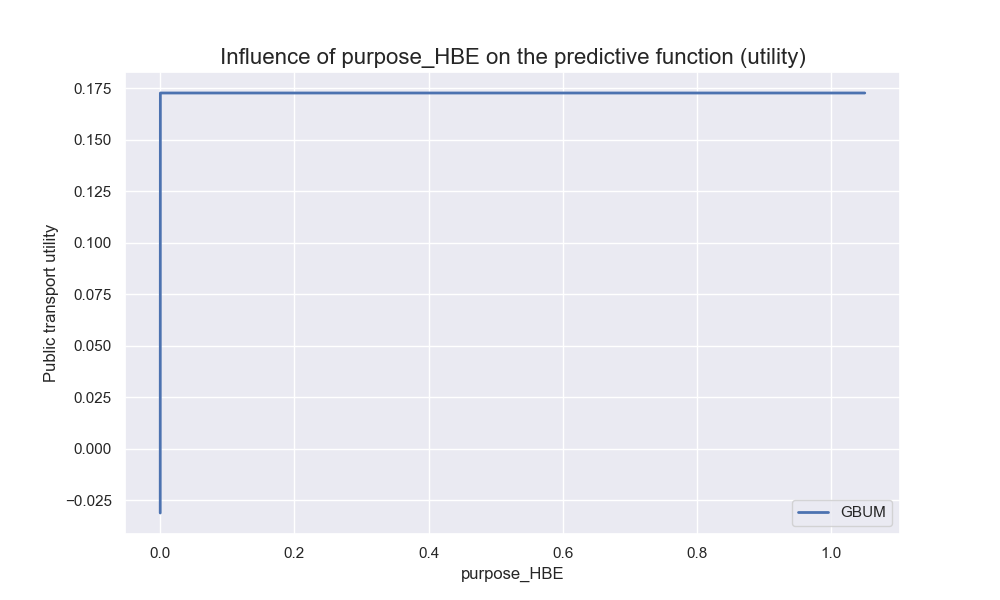 Influence of purpose_HBE on the predictive function (utility)
0.175
0.150
0.125
0.100
0.075
0.050
0.025
0.000
−0.025
Public transport utility
GBUM
0.0 0.2 0.4 0.6 0.8 1.0
purpose_HBE